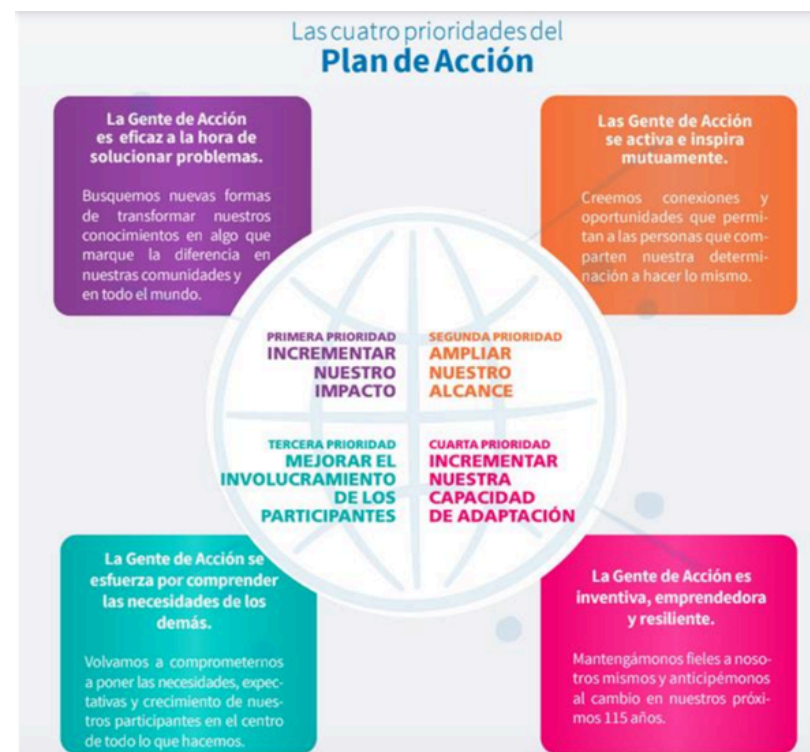 Las cuatro prioridades del
Plan de Acción
La Gente de Acción
es eficaz a la hora de
solucionar problemas.
Busquemos nuevas formas
de transformar nuestros
conocimientos en algo que
marque la diferencia en
nuestras comunidades y
en todo el mundo.
Las Gente de Acción
se activa e inspira
mutuamente.
Creemos conexiones y
oportunidades que permi-
tan a las personas que com-
parten nuestra determi-
nación a hacer lo mismo.
PRIMERA PRIORIDAD
INCREMENTAR
NUESTRO
IMPACTO
SEGUNDA PRIORIDAD
AMPLIAR
NUESTRO
ALCANCE
TERCERA PRIORIDAD
MEJORAR EL
INVOLUCRAMIENTO
DE LOS
PARTICIPANTES
CUARTA PRIORIDAD
INCREMENTAR
NUESTRA
CAPACIDAD
DE ADAPTACIÓN
La Gente de Acción se
esfuerza por comprender
las necesidades de los
demás.
Volvamos a comprometernos
a poner las necesidades, expec-
tativas y crecimiento de nues-
tros participantes en el centro
de todo lo que hacemos.
La Gente de Acción es
inventiva, emprendedora
y resiliente.
Mantengámonos fieles a noso-
tros mismos y anticipémonos
al cambio en nuestros próxi-
mos 115 años.